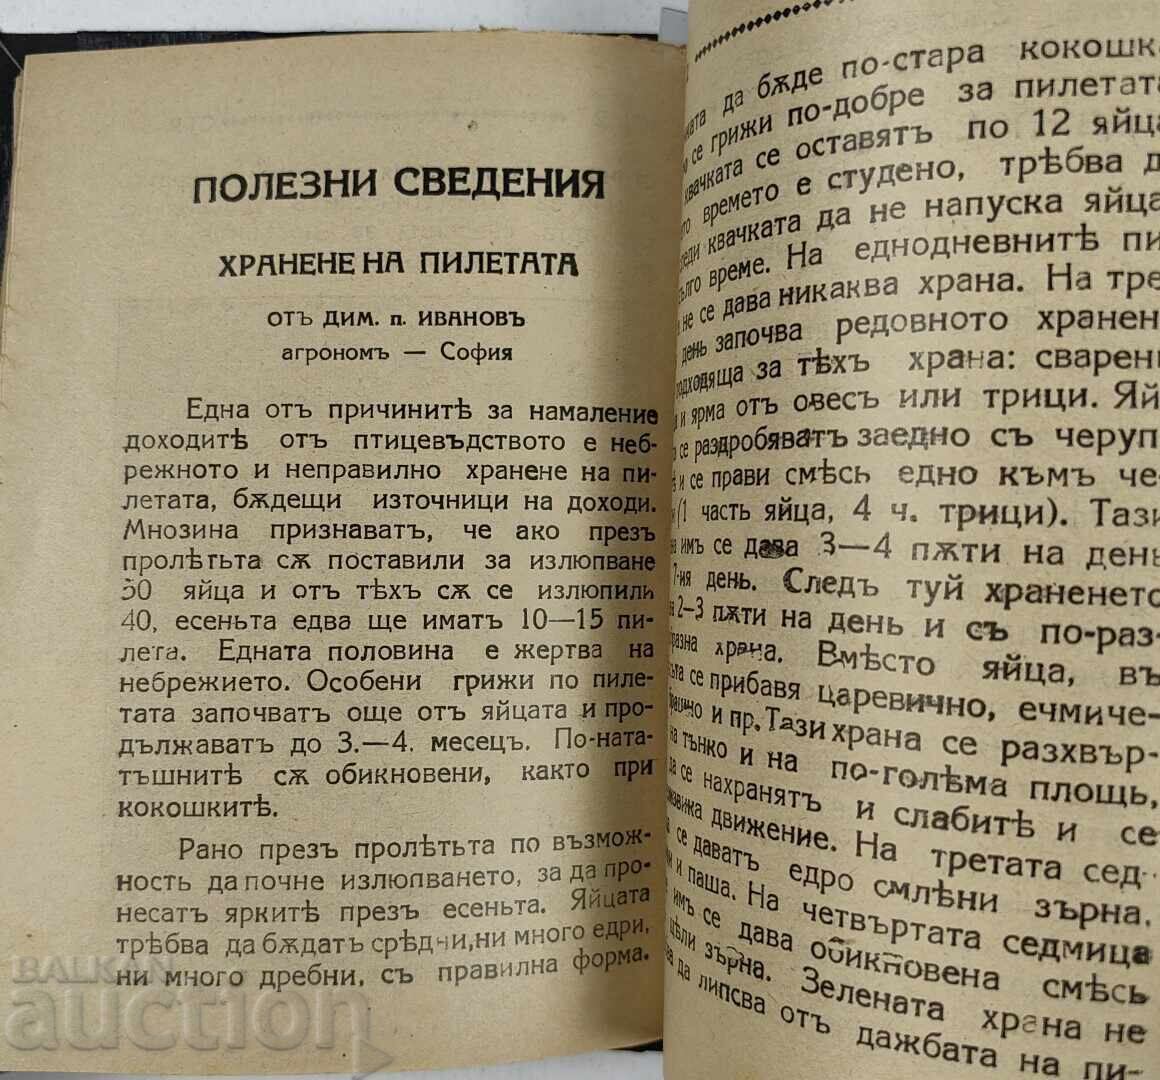 ПОЛЕЗНИ СВЕДЕНИЯ
ХРАНЕНЕ НА ПИЛЕТАТА
отъ ДИМ. п. ИВАНОВЪ
агрономъ — София
Една отъ причинитѣ за намаление
доходитѣ отъ птицевъдството е неб-
режното и неправилно хранене на пи-
летата, бѫдещи източници на доходи.
Мнозина признаватъ, че ако презъ
пролѣтьта сѫ поставили за излюпване
50 яйца и отъ тѣхъ сѫ се излюпили
40, есеньта едва ще иматъ 10—15 пи-
лета. Едната половина е жертва на
небрежието. Особени грижи по пиле-
тата започватъ още отъ яйцата и про-
дължаватъ до 3.—4. месецъ. По-ната-
тъшнитѣ сѫ обикновени, както при
кокошкитѣ.
Рано презъ пролѣтьта по възмож-
ность да почне излюпването, за да про-
несатъ яркитѣ презъ есеньта. Яйцата
трѣбва да бѫдатъ срѣдни, ни много едри,
ни много дребни, съ правилна форма.
да бѫде по-стара кокошка
се грижи по-добре за пилетата
квачката се оставятъ по 12 яйца
времето е студено, трѣбва
квачката да не напуска яйца
време. На еднодневнитѣ пи-
не се дава никаква храна. На тре-
день започва редовното хранен
за тѣхъ храна: сварени
и ярма отъ овесъ или трици. Яй-
се раздробяватъ заедно съ черуп-
и се прави смѣсь едно къмъ че-
(1 часть яйца, 4 ч. трици). Тази
имъ се дава 3—4 пѫти на день
7-ия день. Следъ туй храненето
2—3 пѫти на день и съ по-раз-
храна. Вмѣсто яйца, въ
се прибавя царевично, ечмиче-
и пр. Тази храна се разхвър-
на тънко и на по-голѣма площь,
да се нахранятъ и слабитѣ и се
движение. На третата сед-
се даватъ едро смлѣни зърна.
и паша. На четвъртата седмица
имъ се дава обикновена смѣсь
цѣли зърна. Зелената храна не
да липсва отъ дажбата на пи-
BALKAN
auction